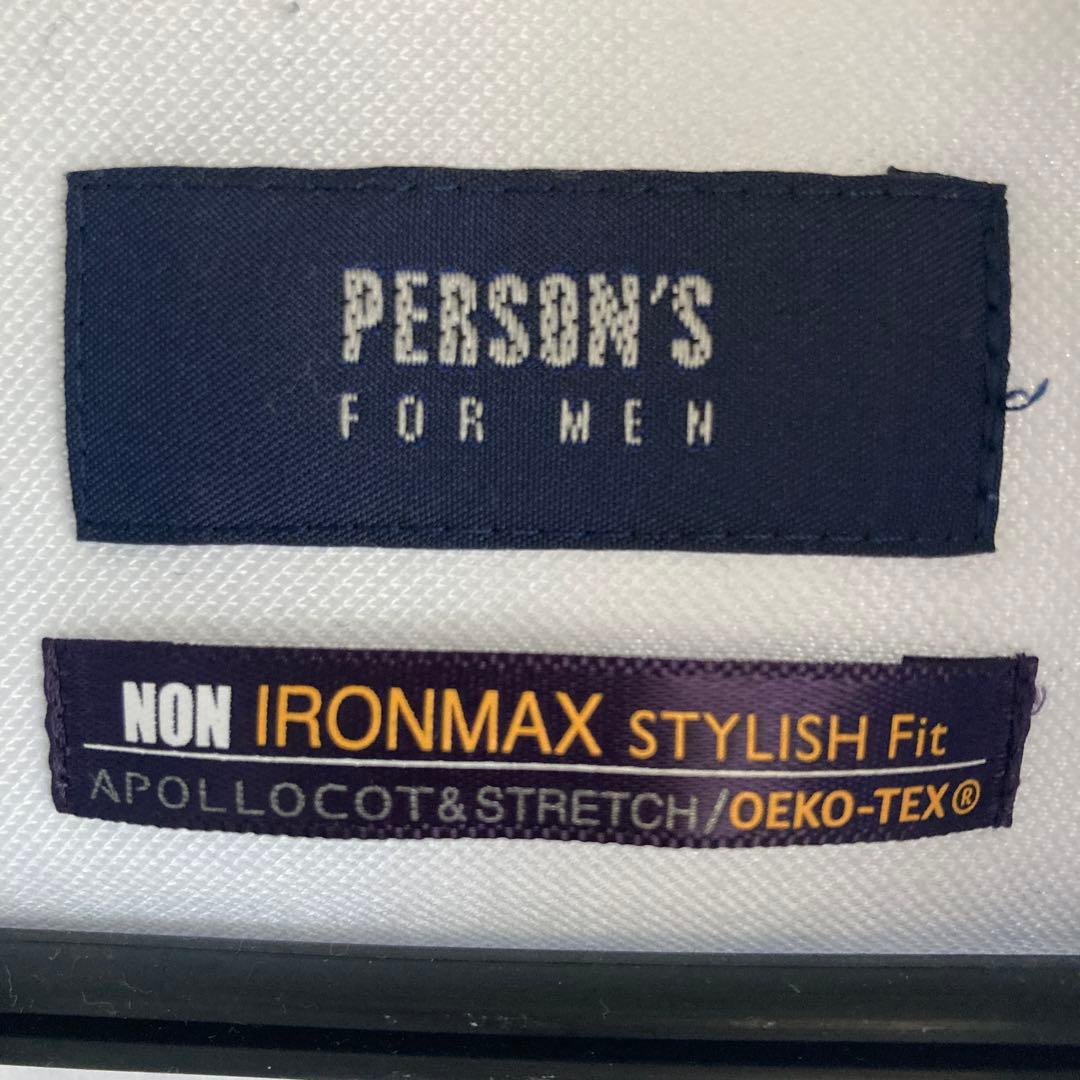 PERSON'S
FOR MEN
NON IRONMAX STYLISH Fit
APOLLOCOT&STRETCH/OEKO-TEX®